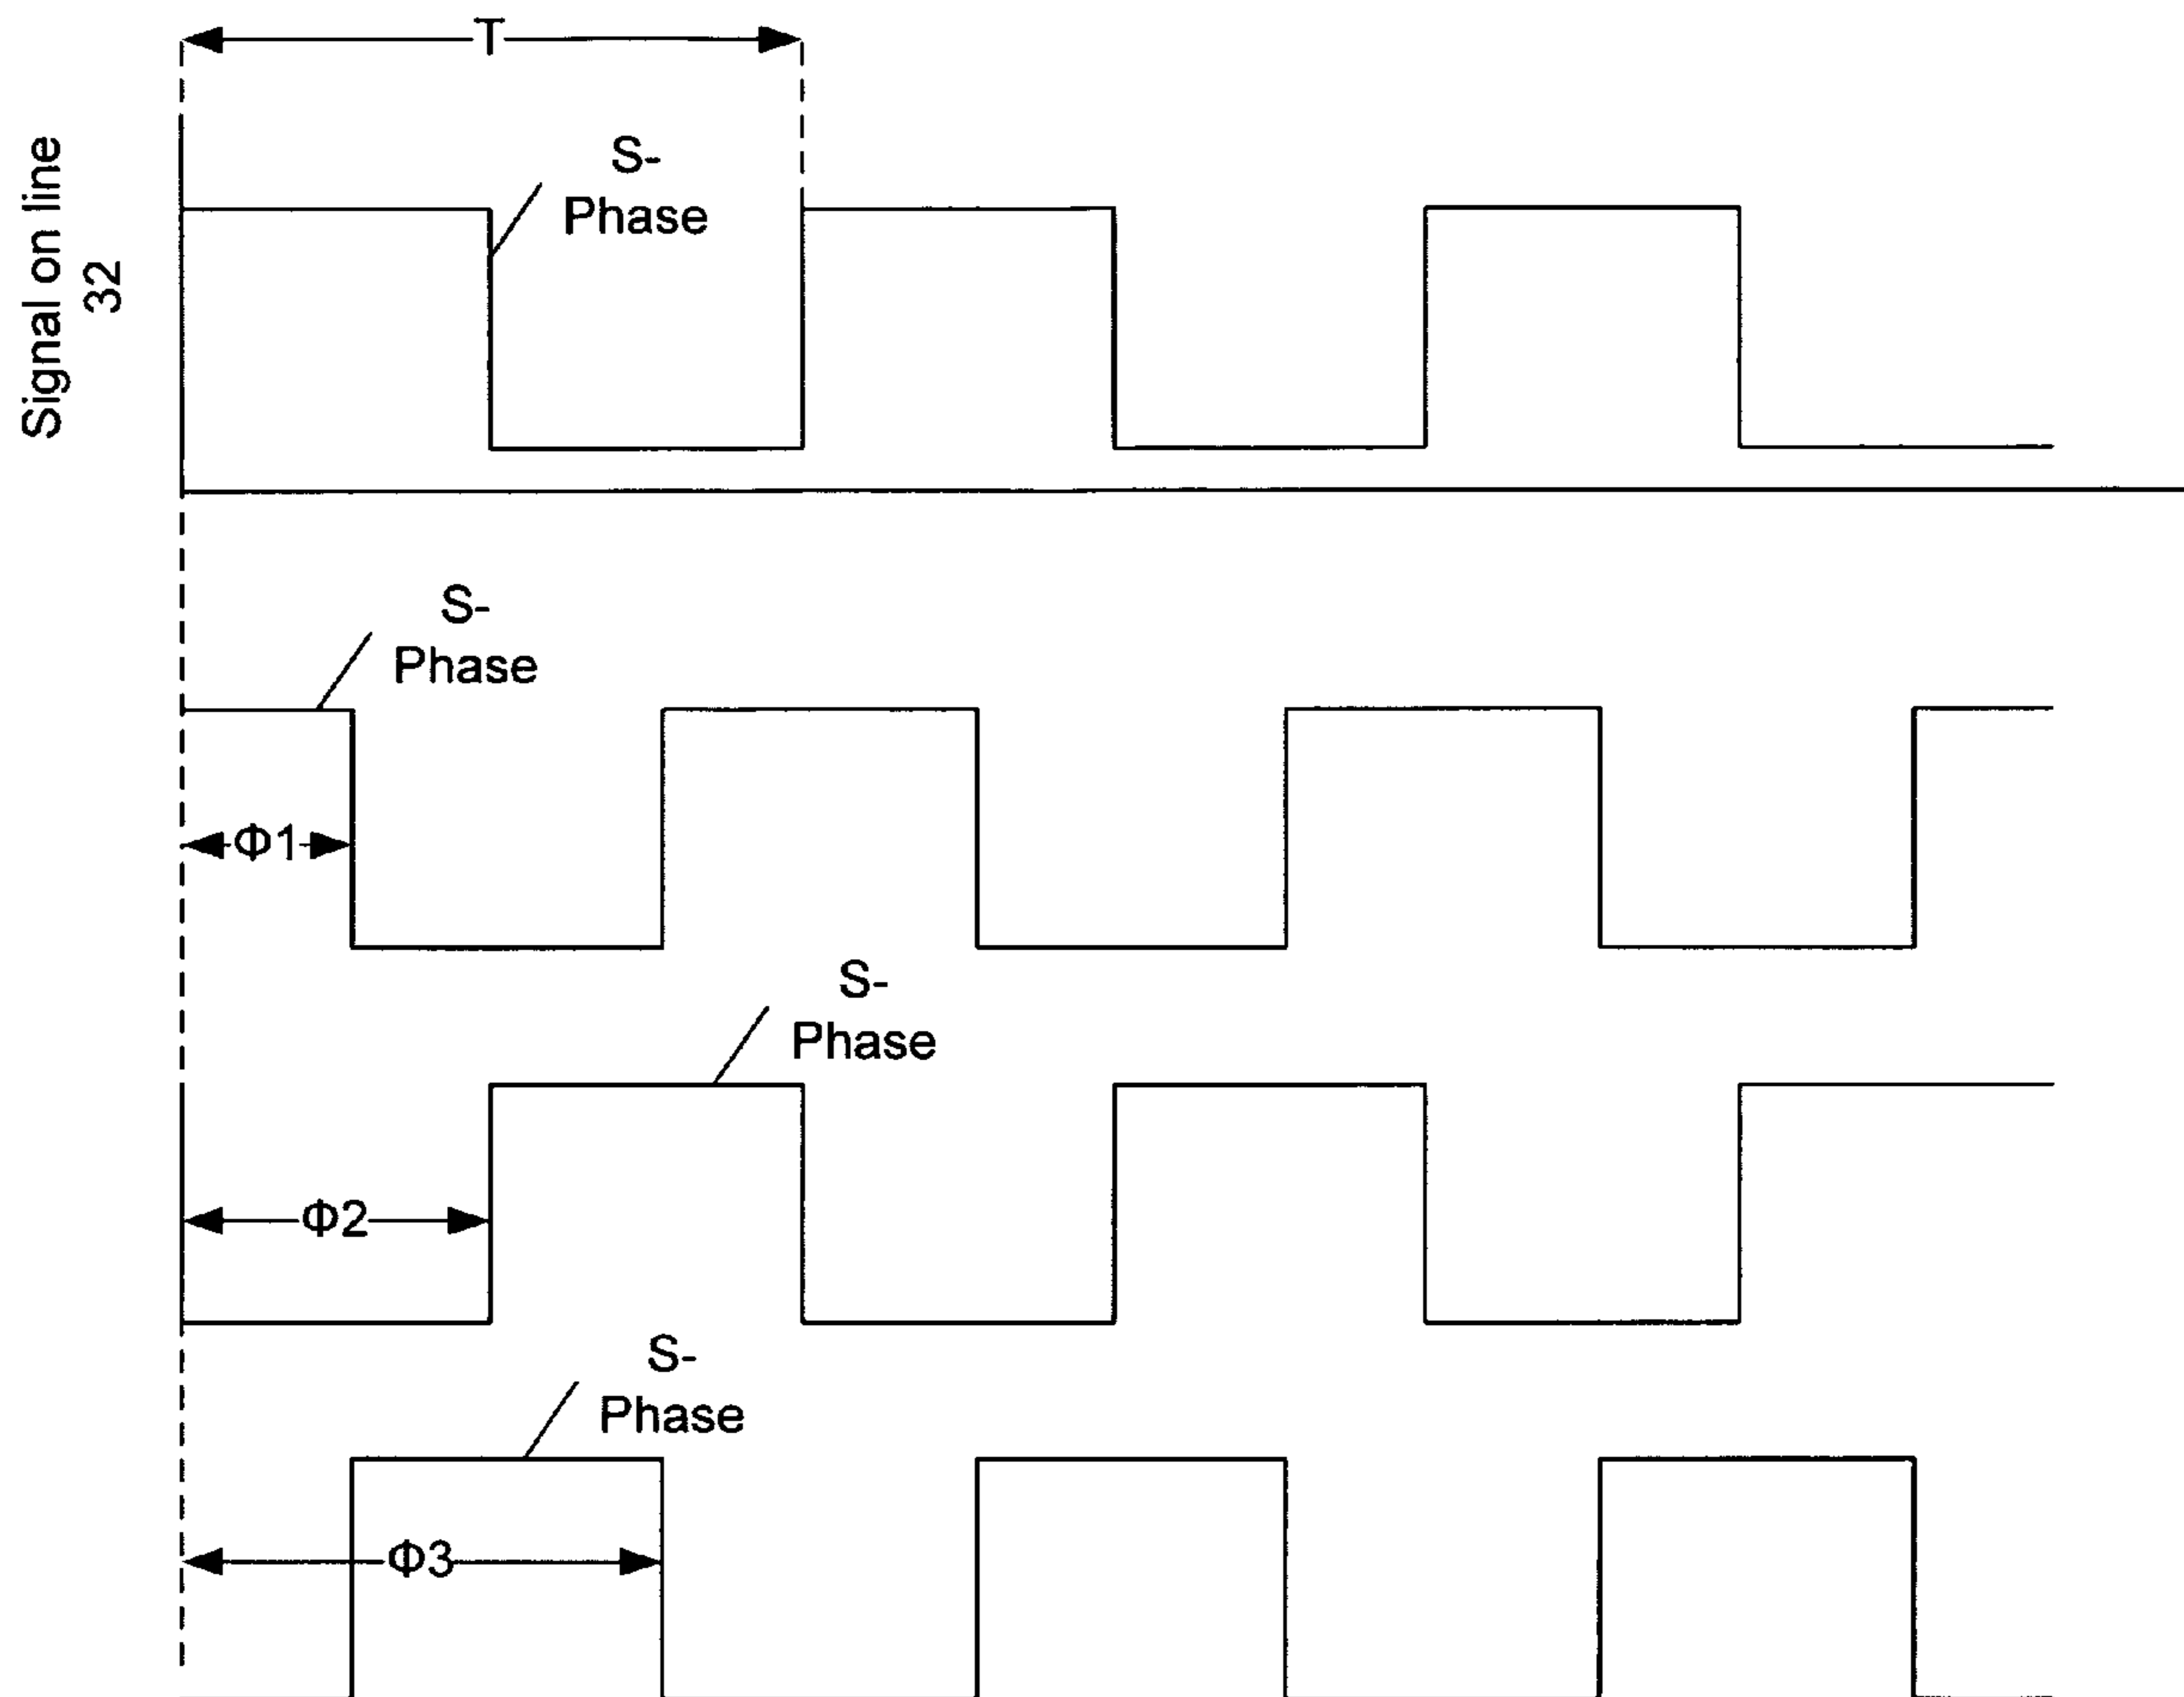 T
Signal on line
32
S-
Phase
S-
Phase
Φ1
S-
Phase
Φ2
S-
Phase
Φ3